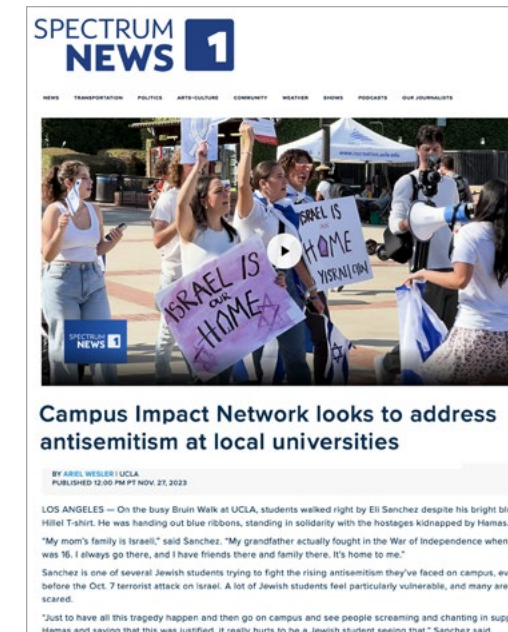 SPECTRUM
NEWS 1
NEWS TRANSPORTATION POLITICS ARTS+CULTURE COMMUNITY WEATHER SHOWS PODCASTS OUR JOURNALISTS
ISRAEL IS
HOME
YISRAELICHAI
ISRAEL IS
OUR
HOME
SPECTRUM
NEWS 1
Campus Impact Network looks to address
antisemitism at local universities
BY ARIEL WESLER | UCLA
PUBLISHED 12:00 PM PT NOV. 27, 2023
LOS ANGELES — On the busy Bruin Walk at UCLA, students walked right by Eli Sanchez despite his bright
Hillel T-shirt. He was handing out blue ribbons, standing in solidarity with the hostages kidnapped by Hamas.
"My mom's family is Israeli," said Sanchez. "My grandfather actually fought in the War of Independence when
was 16. I always go there, and I have friends there and family there. It's home to me."
Sanchez is one of several Jewish students trying to fight the rising antisemitism they've faced on campus,
before the Oct. 7 terrorist attack on Israel. A lot of Jewish students feel particularly vulnerable, and many are
scared.
"Just to have all this tragedy happen and then go on campus and see people screaming and chanting in
Hamas and saying that this was justified, it really hurts to be a Jewish student seeing that," Sanchez said.